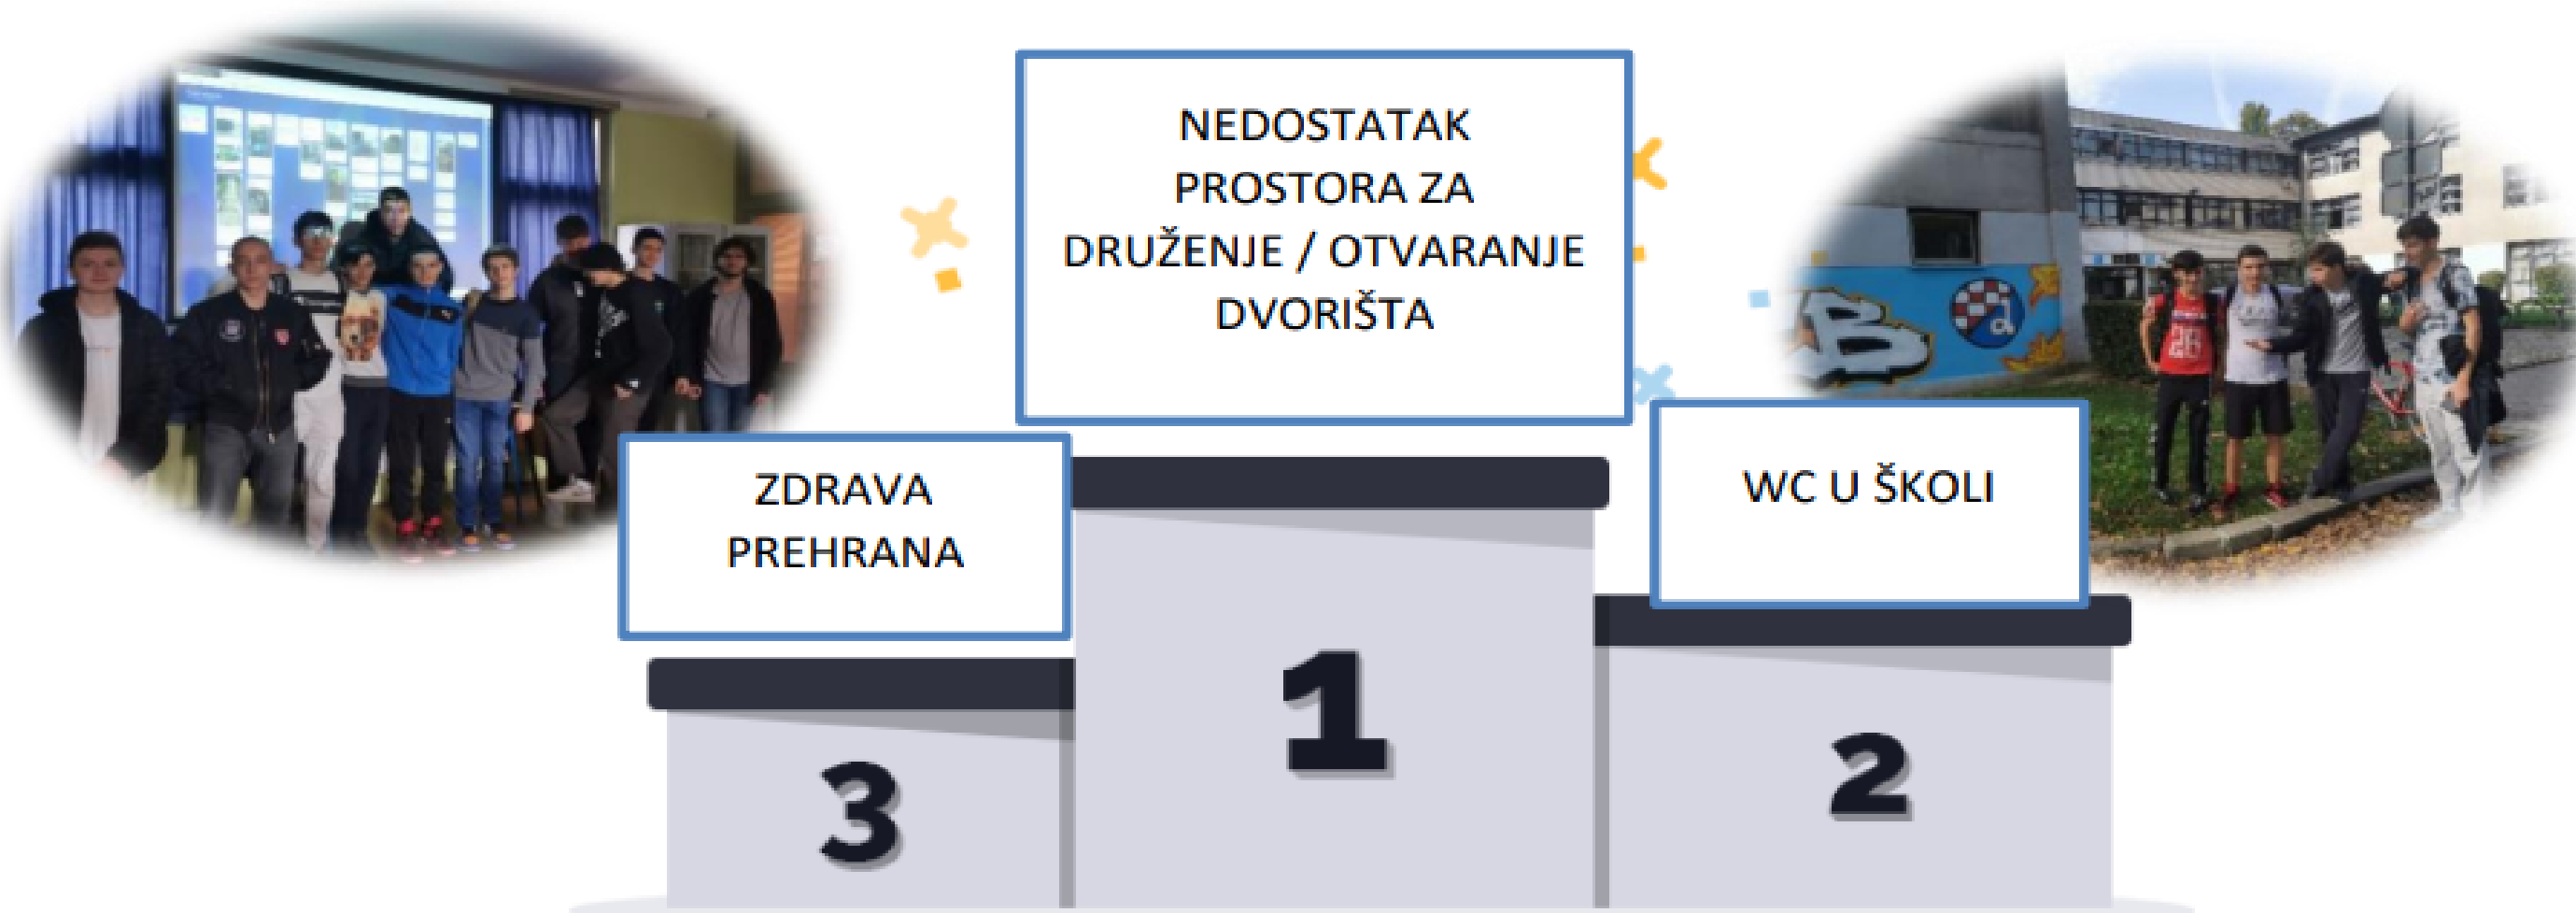 NEDOSTATAK
PROSTORA ZA
DRUŽENJE / OTVARANJE
DVORIŠTA
ZDRAVA
PREHRANA
WC U ŠKOLI
1
2
3